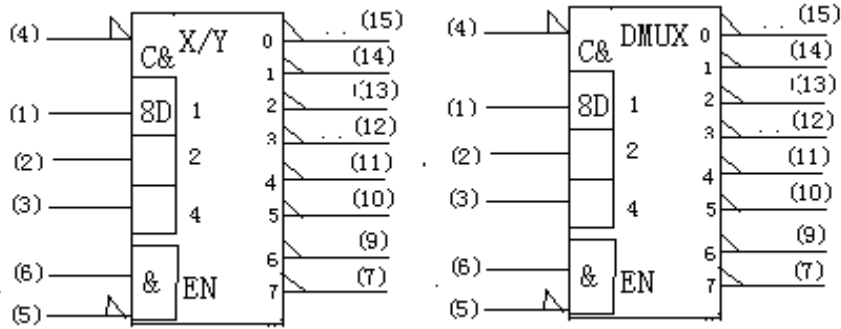 (4) X/Y 0 (15)
C& 1 (14)
(1) 8D 1 2 (13)
(2) 2 3 (12)
4 (11)
(3) 4 5 (10)
6 (9)
(6) & EN 7 (7)
(5)
(4) DMUX 0 (15)
C& 1 (14)
(1) 8D 1 2 (13)
(2) 2 3 (12)
4 (11)
(3) 4 5 (10)
6 (9)
(6) & EN 7 (7)
(5)